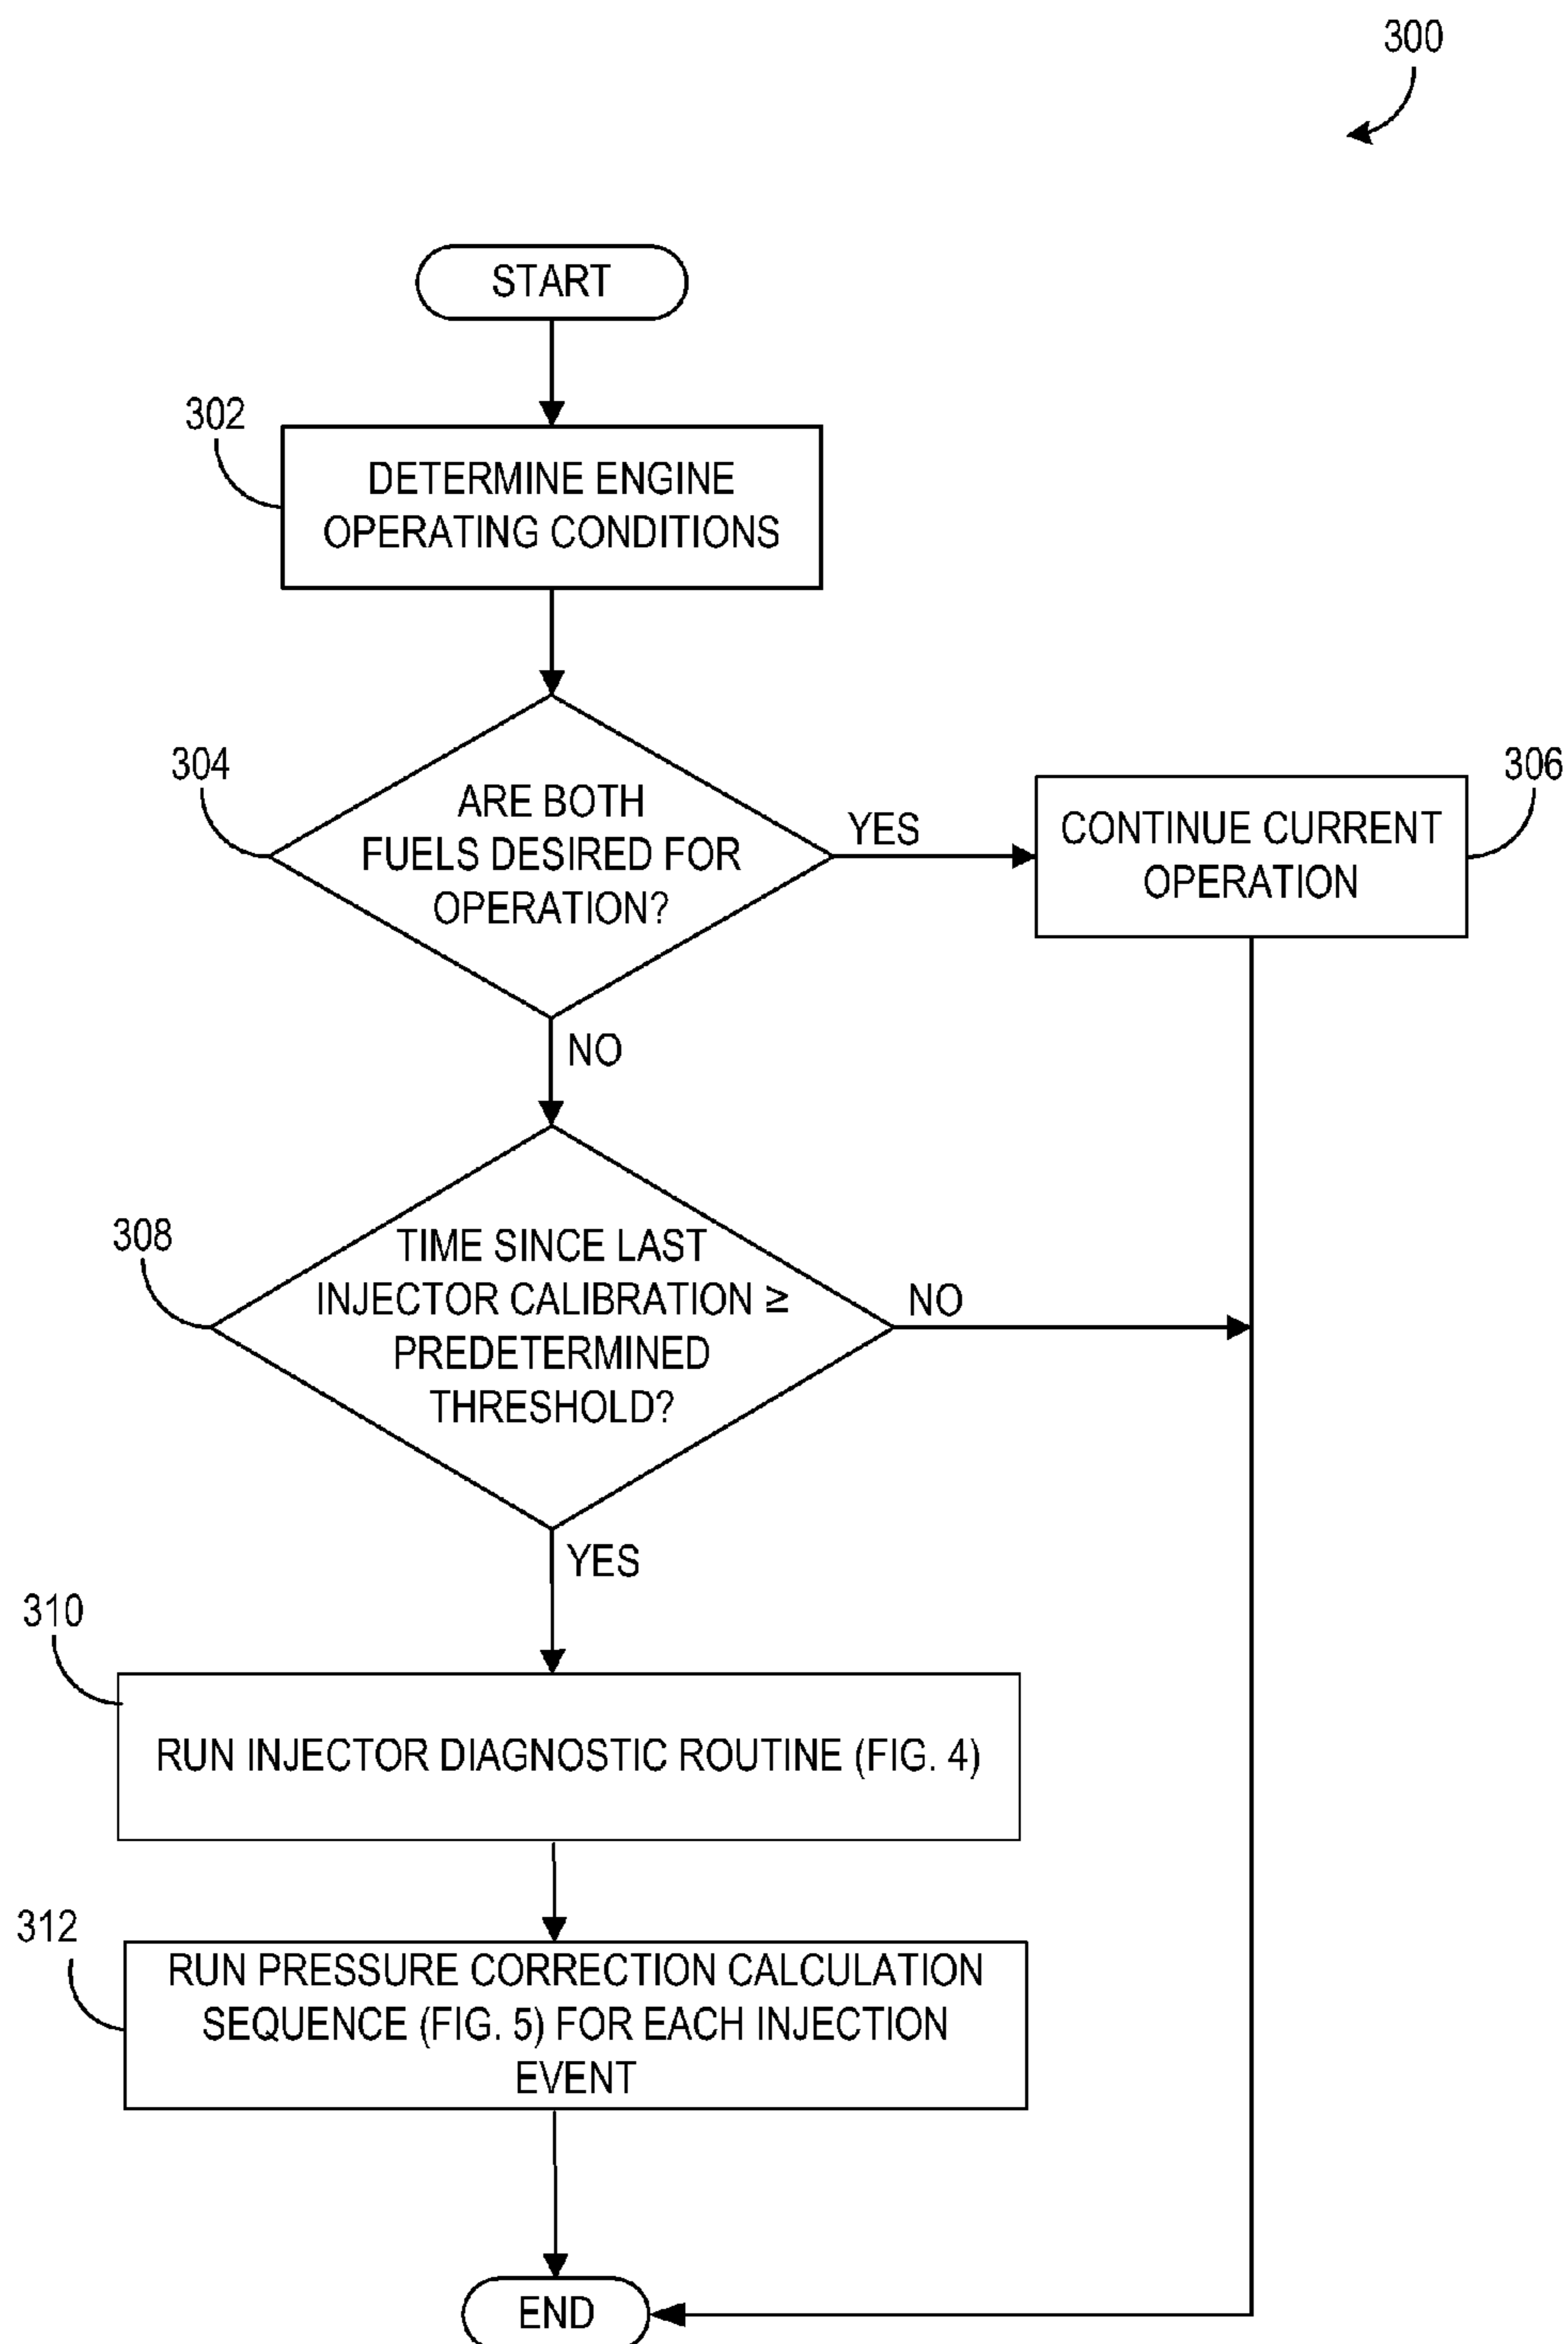 300
START
302
DETERMINE ENGINE
OPERATING CONDITIONS
304
ARE BOTH
FUELS DESIRED FOR
OPERATION?
YES
306
CONTINUE CURRENT
OPERATION
NO
308
TIME SINCE LAST
INJECTOR CALIBRATION ≥
PREDETERMINED
THRESHOLD?
NO
YES
310
RUN INJECTOR DIAGNOSTIC ROUTINE (FIG. 4)
312
RUN PRESSURE CORRECTION CALCULATION
SEQUENCE (FIG. 5) FOR EACH INJECTION
EVENT
END